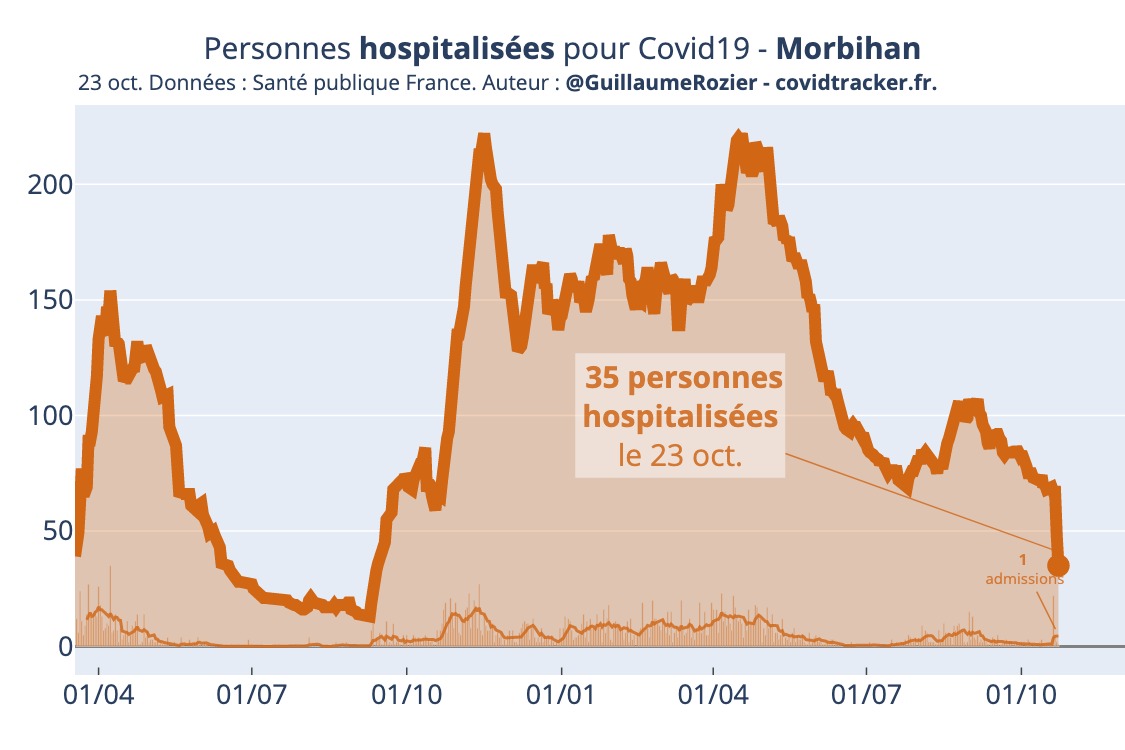 Personnes hospitalisées pour Covid19 - Morbihan
23 oct. Données : Santé publique France. Auteur : @GuillaumeRozier - covidtracker.fr.
200
150
100
50
0
35 personnes
hospitalisées
le 23 oct.
1
admissions
01/04 01/07 01/10 01/01 01/04 01/07 01/10